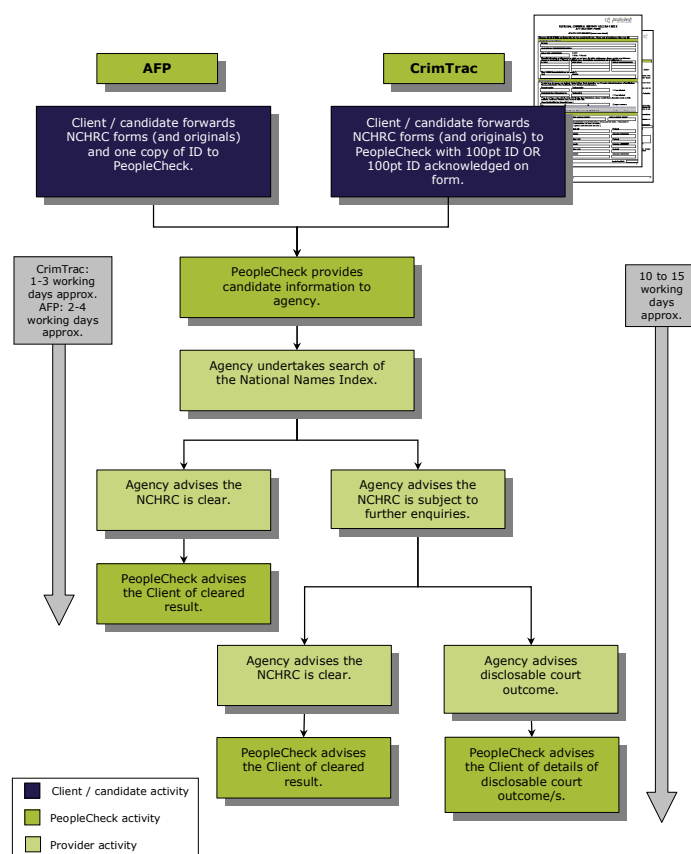 AFP
CrimTrac
Client / candidate forwards
NCHRC forms (and originals)
and one copy of ID to
PeopleCheck.
Client / candidate forwards
NCHRC forms (and originals) to
PeopleCheck with 100pt ID OR
100pt ID acknowledged on
form.
CrimTrac:
1-3 working
days approx.
AFP: 2-4
working days
approx.
PeopleCheck provides
candidate information to
agency.
10 to 15
working
days
approx.
Agency undertakes search of
the National Names Index.
Agency advises the
NCHRC is clear.
Agency advises the
NCHRC is subject to
further enquiries.
PeopleCheck advises
the Client of cleared
result.
Agency advises the
NCHRC is clear.
Agency advises
disclosable court
outcome.
PeopleCheck advises
the Client of cleared
result.
PeopleCheck advises
the Client of details of
disclosable court
outcome/s.
Client / candidate activity
PeopleCheck activity
Provider activity